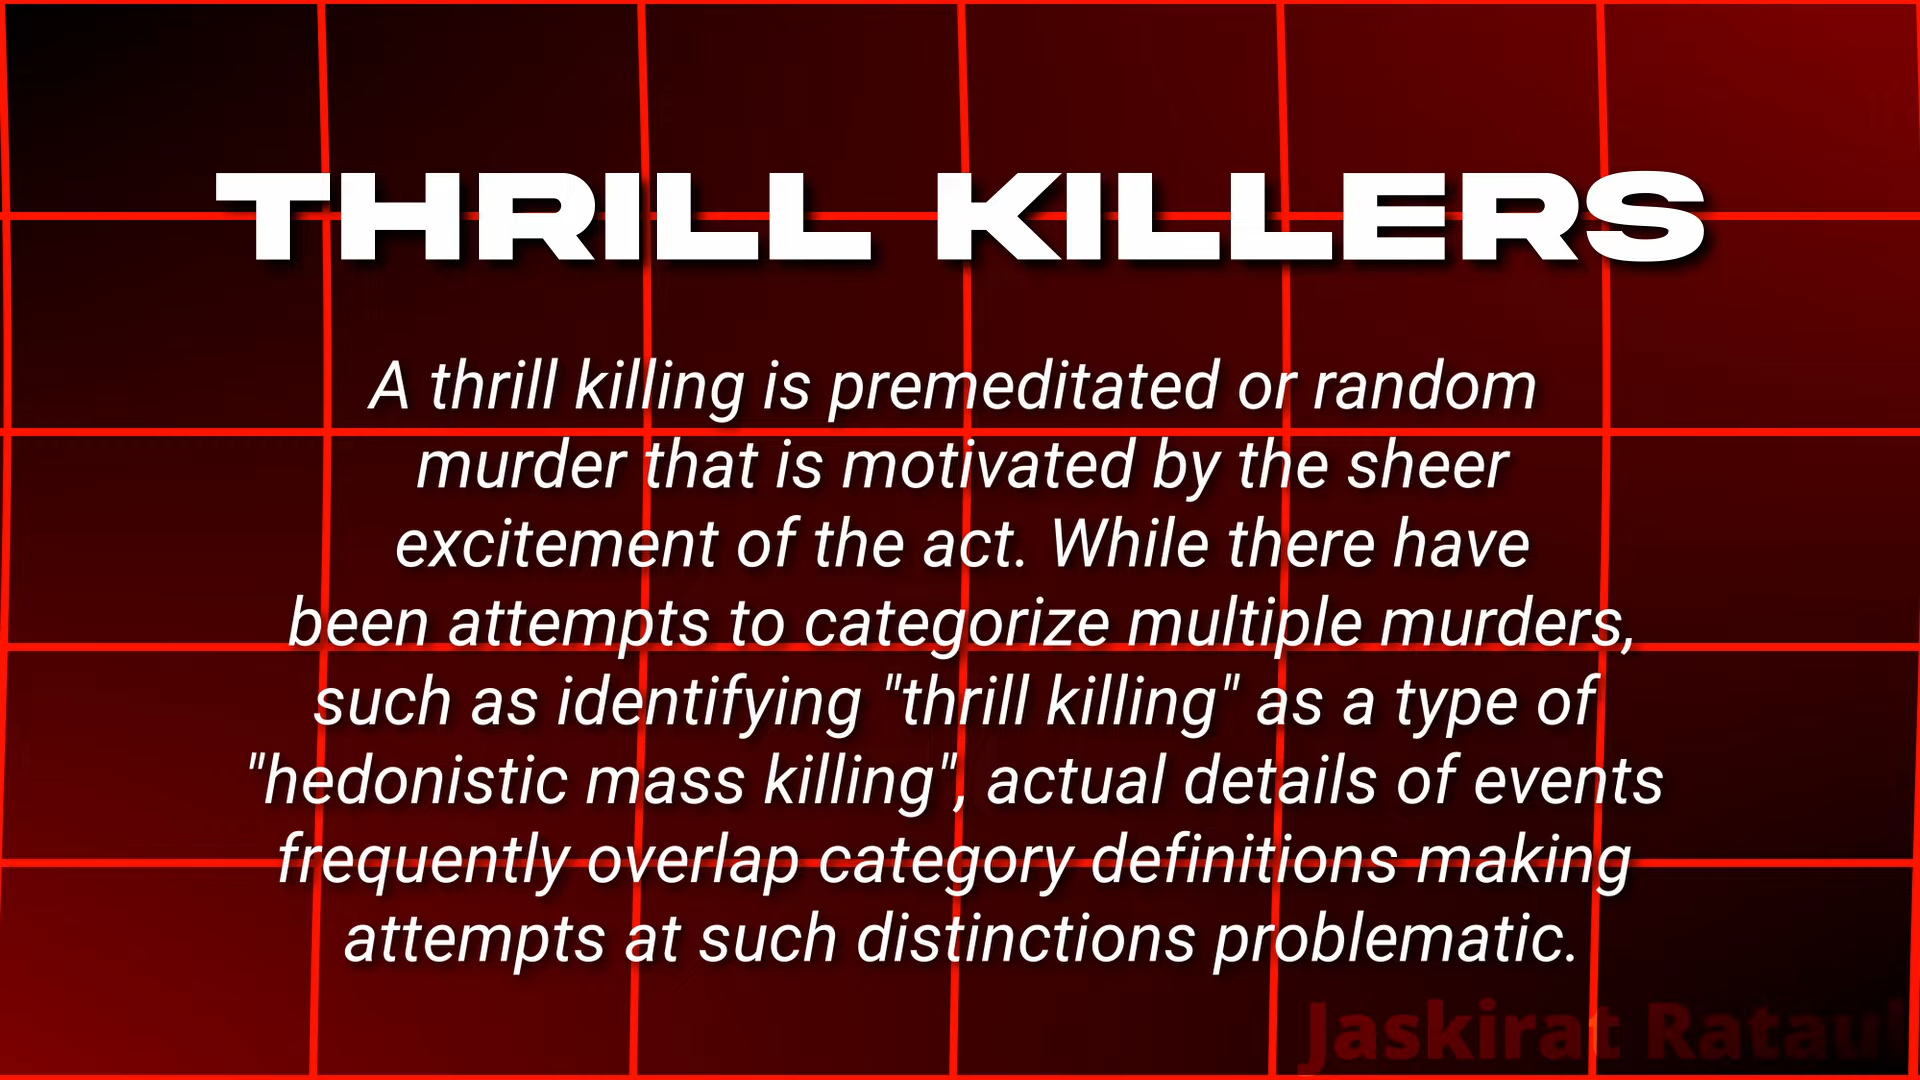 THRILL KILLERS
A thrill killing is premeditated or random
murder that is motivated by the sheer
excitement of the act. While there have
been attempts to categorize multiple murders,
such as identifying "thrill killing" as a type of
"hedonistic mass killing", actual details of events
frequently overlap category definitions making
attempts at such distinctions problematic.
Jaskirat